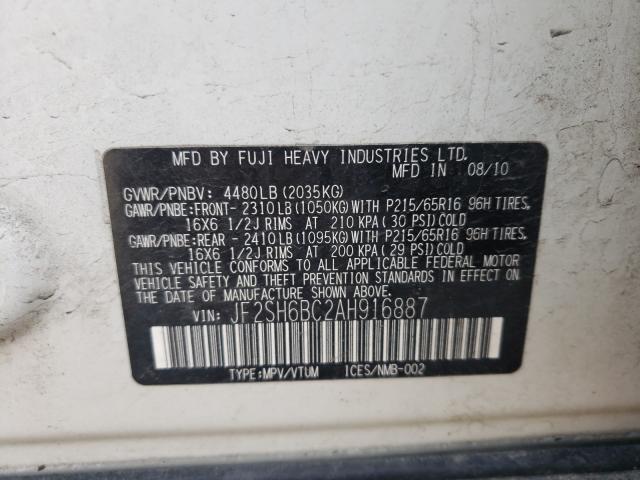 MFD BY FUJI HEAVY INDUSTRIES LTD.
MFD IN 08/10
GVWR/PNBV: 4480LB (2035KG)
GAWR/PNBE:FRONT- 2310LB (1050KG)WITH P215/65R16 96H TIRES,
16X6 1/2J RIMS AT 210 KPA (30 PSI)COLD
GAWR/PNBE:REAR - 2410LB (1095KG)WITH P215/65R16 96H TIRES,
16X6 1/2J RIMS AT 200 KPA (29 PSI)COLD
THIS VEHICLE CONFORMS TO ALL APPLICABLE FEDERAL MOTOR
VEHICLE SAFETY BUMPER AND THEFT PREVENTION STANDARDS IN EFFECT
ON THE DATE OF MANUFACTURE SHOWN ABOVE.
VIN: JF2SH6BC2AH916887
TYPE:MPV/VTUM ICES/NMB-002